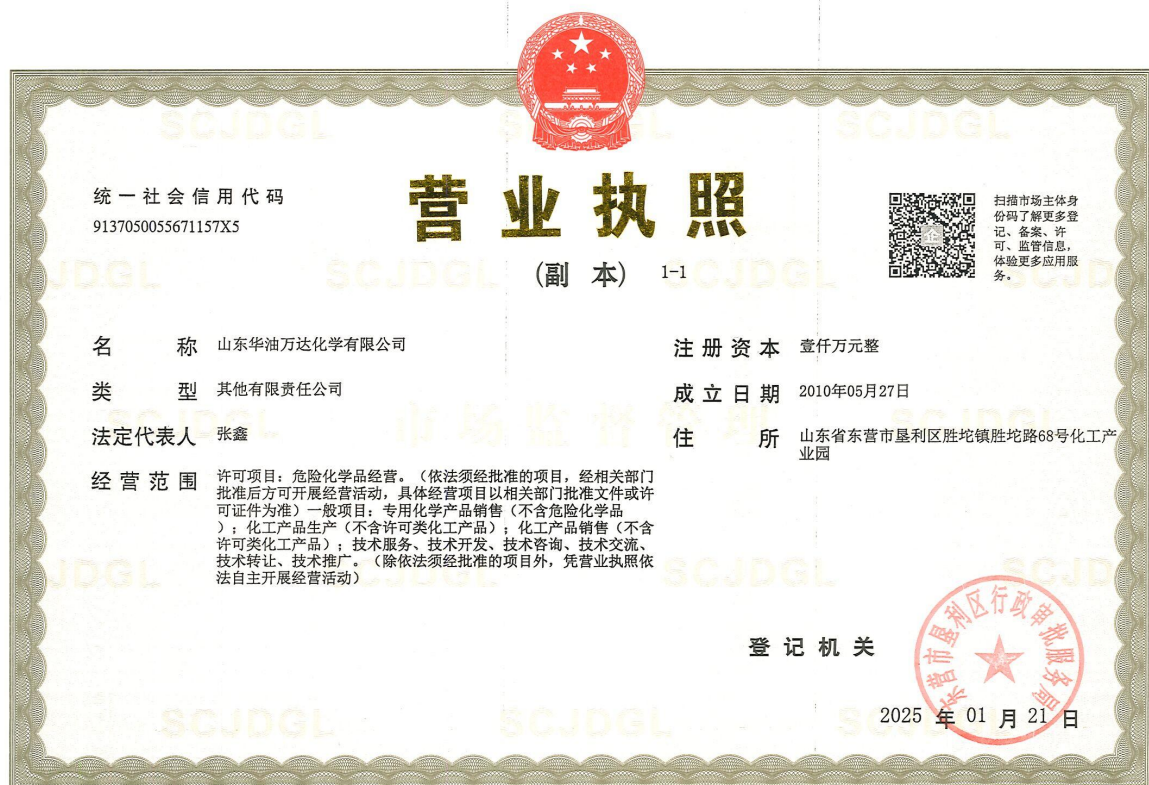 统一社会信用代码
9137050055671157X5
营业执照
(副 本) 1-1
扫描市场主体身
份码了解更多登
记、备案、许
可、监管信息，
体验更多应用服
务。
名 称 山东华油万达化学有限公司
类 型 其他有限责任公司
法定代表人 张鑫
经营范围 许可项目：危险化学品经营。（依法须经批准的项目，经相关部门
批准后方可开展经营活动，具体经营项目以相关部门批准文件或许
可证件为准）一般项目：专用化学产品销售（不含危险化学品
）；化工产品生产（不含许可类化工产品）；化工产品销售（不含
许可类化工产品）；技术服务、技术开发、技术咨询、技术交流、
技术转让、技术推广。（除依法须经批准的项目外，凭营业执照依
法自主开展经营活动）
注册资本 壹仟万元整
成立日期 2010年05月27日
住 所 山东省东营市垦利区胜坨镇胜坨路68号化工产
业园
登记机关
东营市垦利区行政审批服务局
2025 年 01 月 21 日
SCJDGL
市场监督管理
企